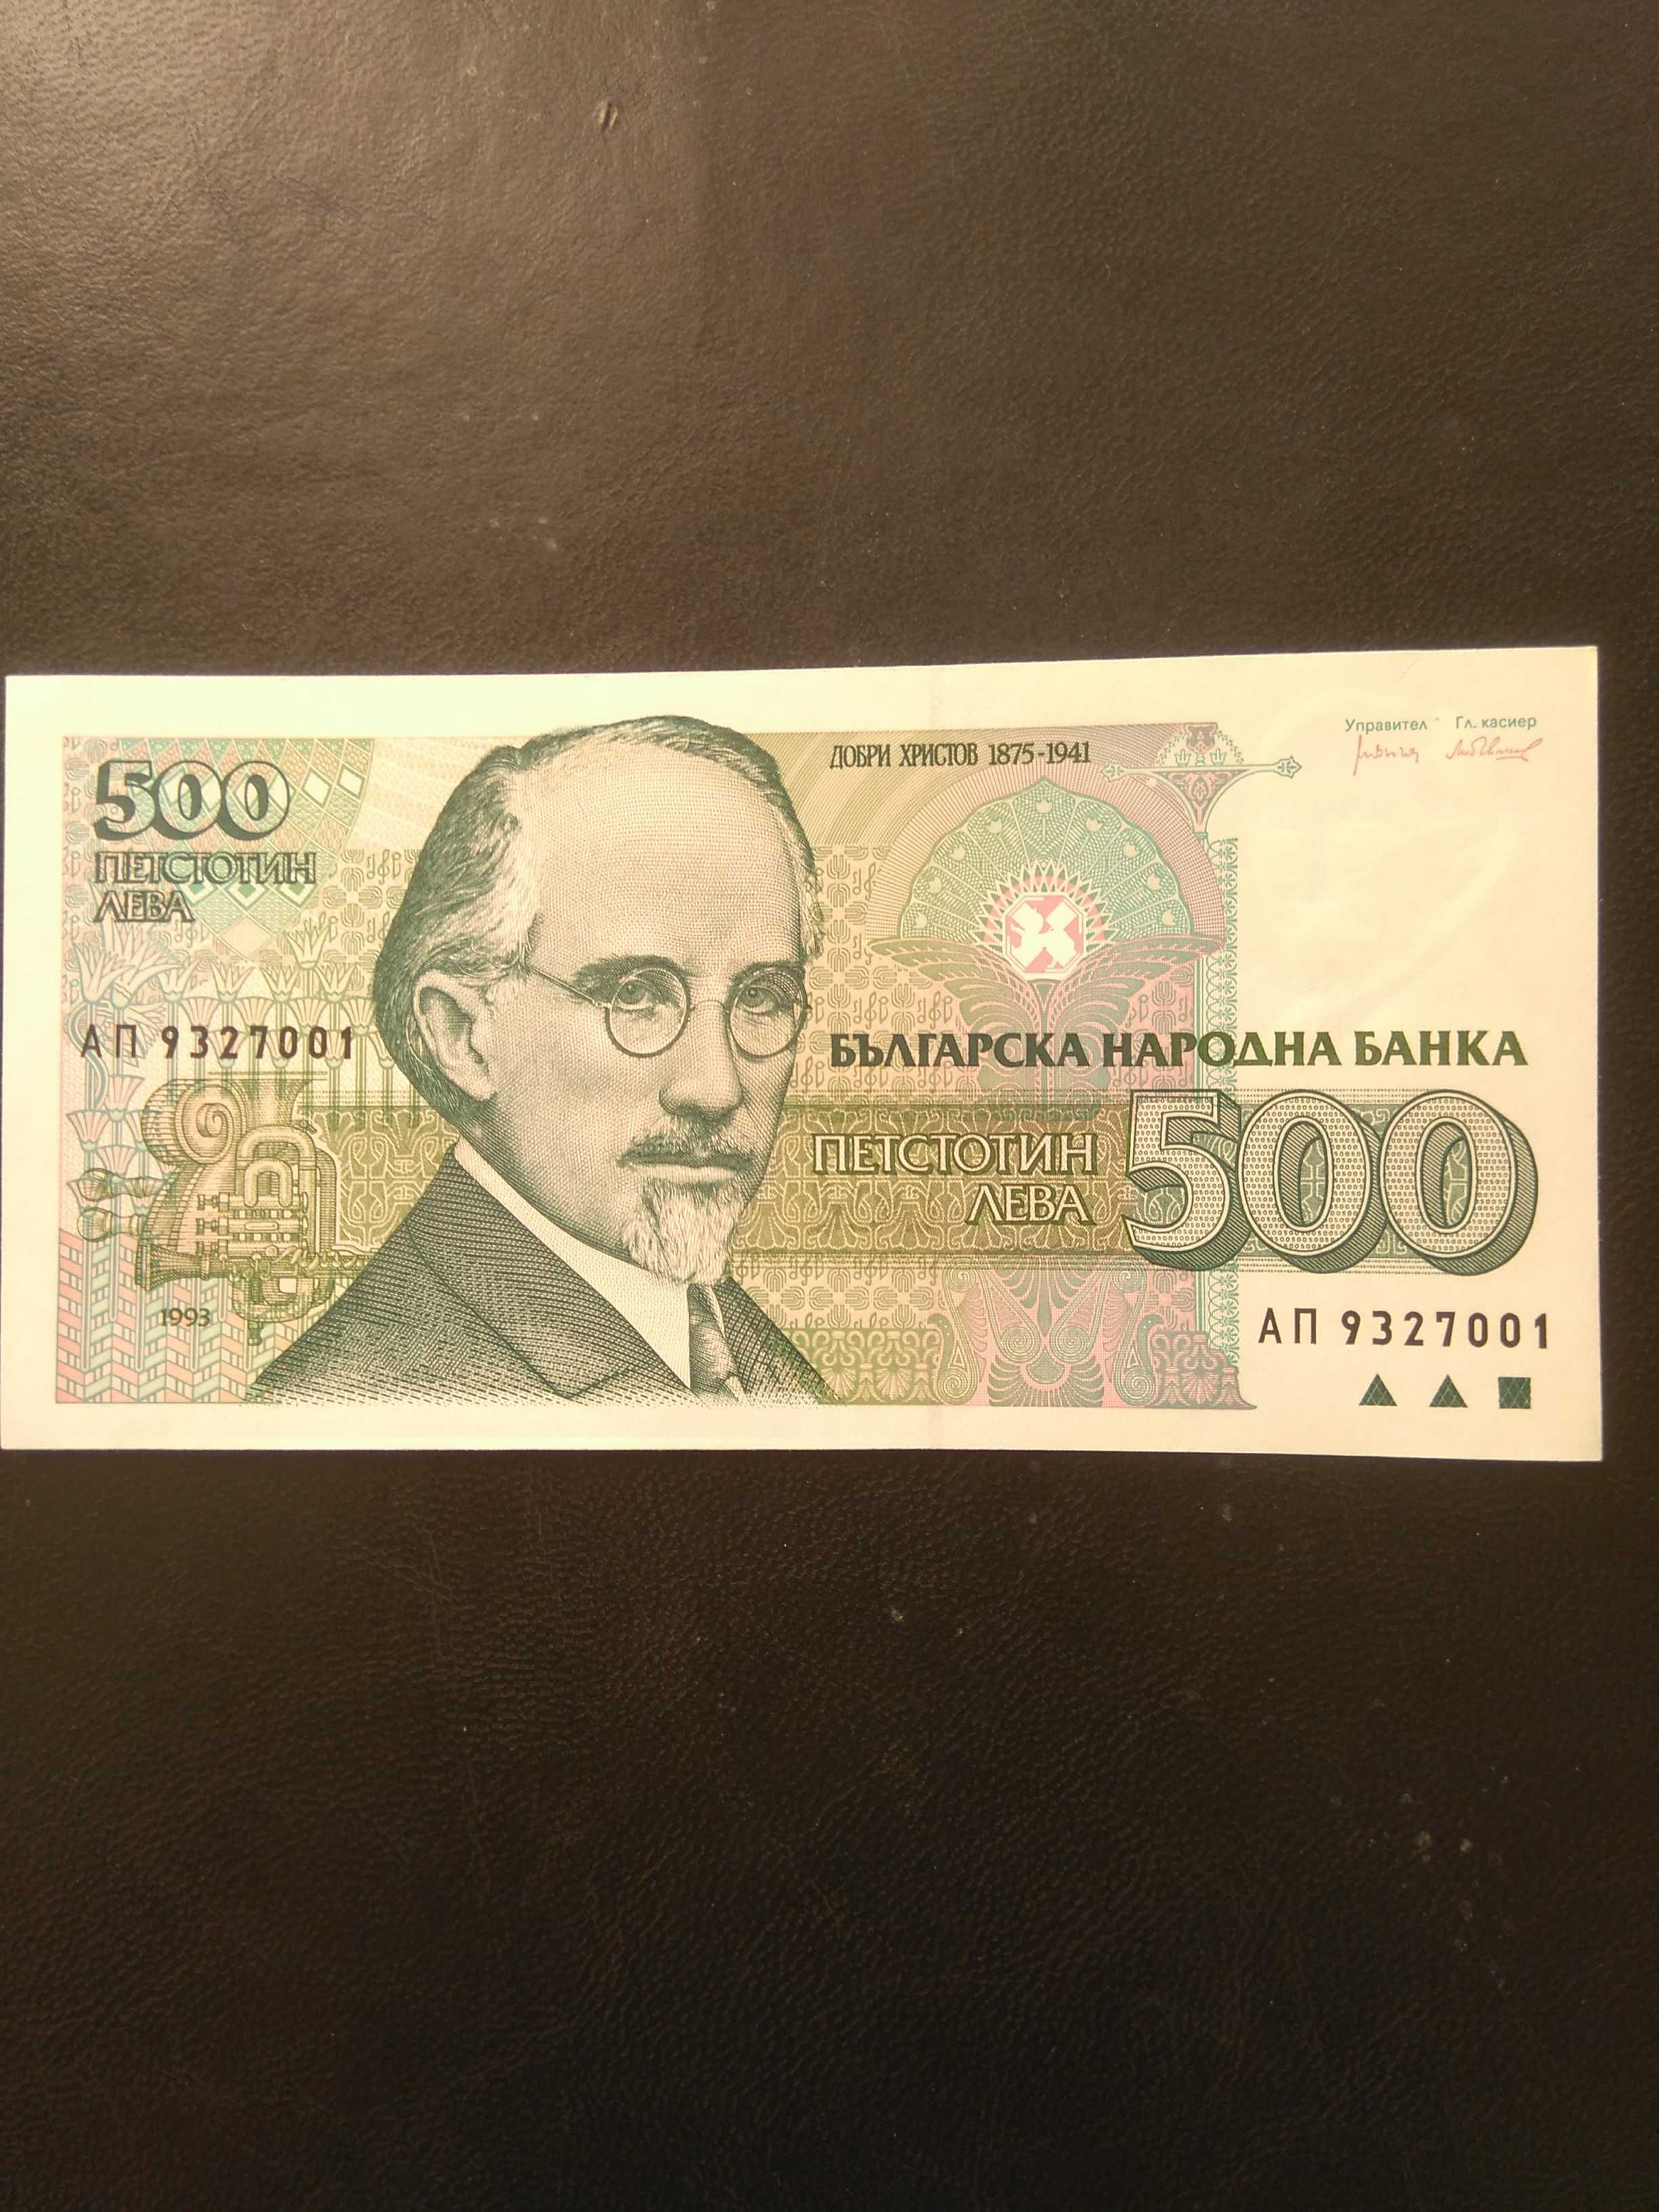 500
ПЕТСТОТИН
ЛЕВА
ДОБРИ ХРИСТОВ 1875-1941
Управител Гл. касиер
АП 9327001
БЪЛГАРСКА НАРОДНА БАНКА
ПЕТСТОТИН
ЛЕВА
500
1993
АП 9327001